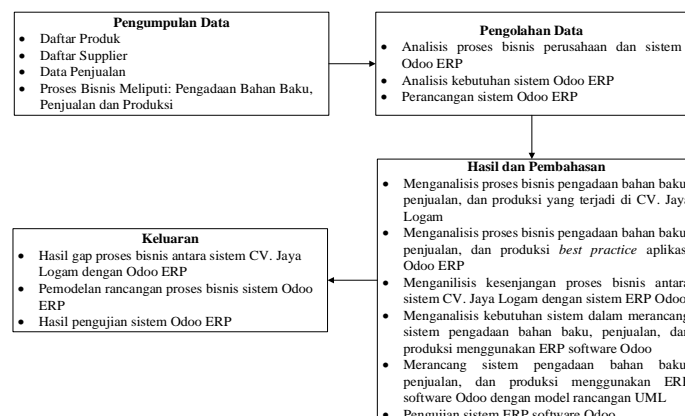 Pengumpulan Data
• Daftar Produk
• Daftar Supplier
• Data Penjualan
• Proses Bisnis Meliputi: Pengadaan Bahan Baku,
Penjualan dan Produksi
Pengolahan Data
• Analisis proses bisnis perusahaan dan sistem
Odoo ERP
• Analisis kebutuhan sistem Odoo ERP
• Perancangan sistem Odoo ERP
Hasil dan Pembahasan
• Menganalisis proses bisnis pengadaan bahan baku,
penjualan, dan produksi yang terjadi di CV. Jaya
Logam
• Menganalisis proses bisnis pengadaan bahan baku,
penjualan, dan produksi best practice aplikasi
Odoo ERP
• Menganilisis kesenjangan proses bisnis antara
sistem CV. Jaya Logam dengan sistem ERP Odoo
• Menganalisis kebutuhan sistem dalam merancang
sistem pengadaan bahan baku, penjualan, dan
produksi menggunakan ERP software Odoo
• Merancang sistem pengadaan bahan baku,
penjualan, dan produksi menggunakan ERP
software Odoo dengan model rancangan UML
• Pengujian sistem ERP software Odoo
Keluaran
• Hasil gap proses bisnis antara sistem CV. Jaya
Logam dengan Odoo ERP
• Pemodelan rancangan proses bisnis sistem Odoo
ERP
• Hasil pengujian sistem Odoo ERP